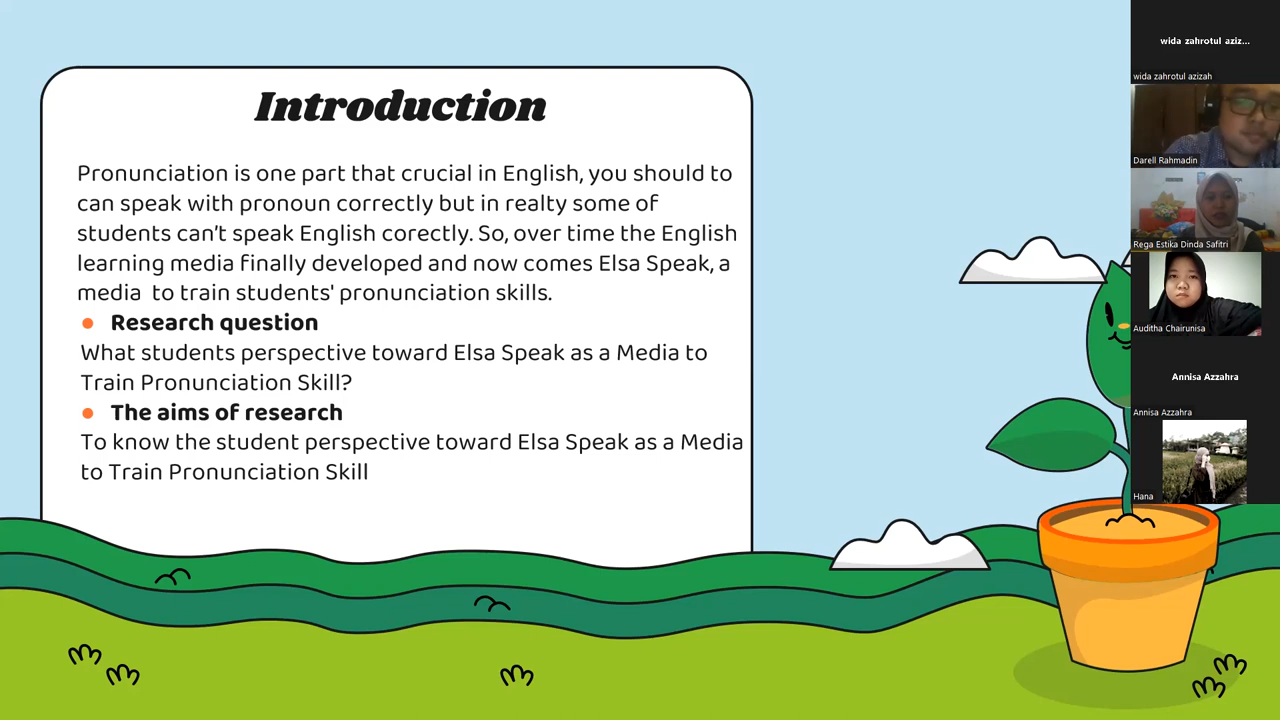 Introduction
Pronunciation is one part that crucial in English, you should to
can speak with pronoun correctly but in realty some of
students can't speak English corectly. So, over time the English
learning media finally developed and now comes Elsa Speak, a
media  to train students' pronunciation skills.
Research question
What students perspective toward Elsa Speak as a Media to
Train Pronunciation Skill?
The aims of research
To know the student perspective toward Elsa Speak as a Media
to Train Pronunciation Skill
wida zahrotul aziz...
wida zahrotul azizah
Darell Rahmadin
Rega Estika Dinda Safitri
Auditha Chairunisa
Annisa Azzahra
Annisa Azzahra
Hana